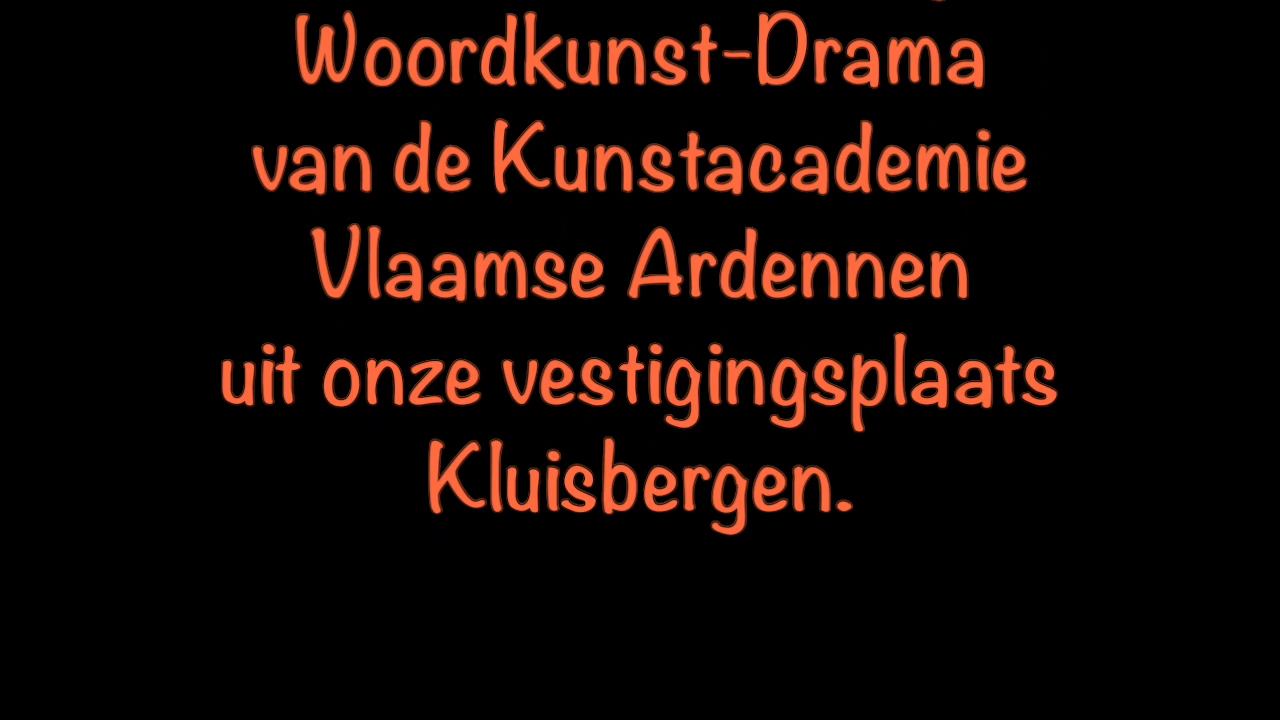 Woordkunst-Drama
van de Kunstacademie
Vlaamse Ardennen
uit onze vestigingsplaats
Kluisbergen.